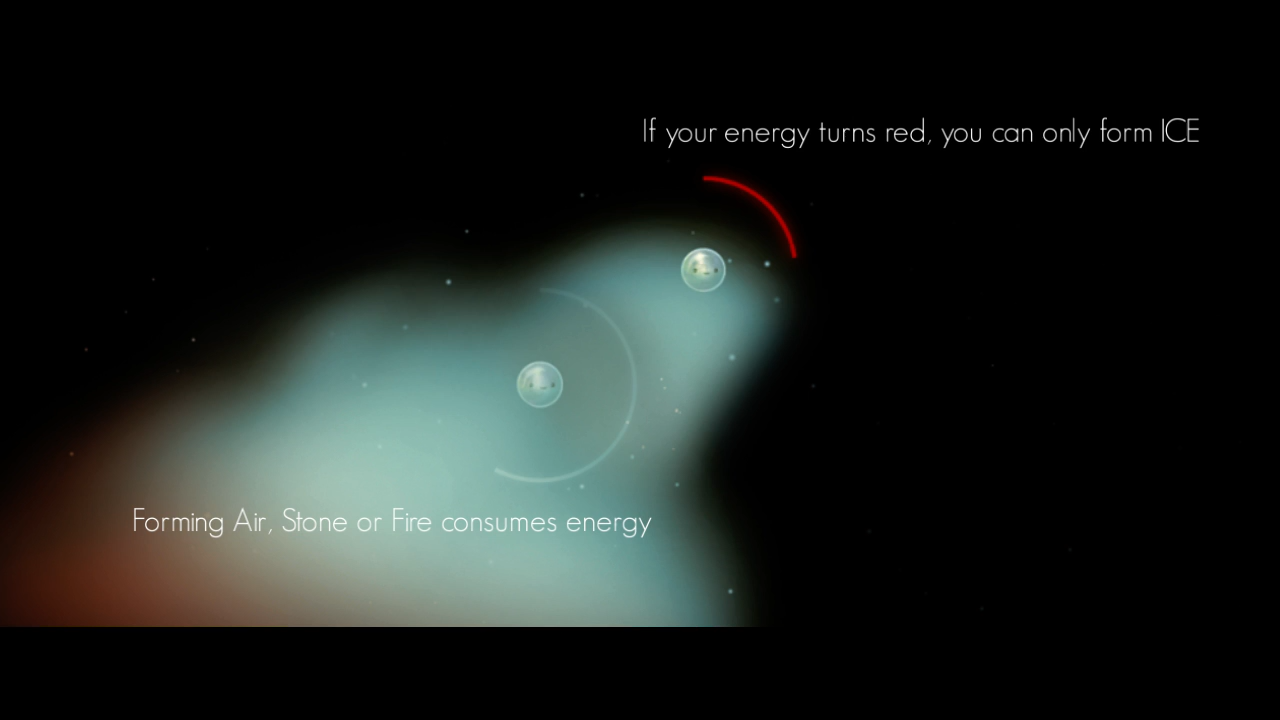 If your energy turns red, you can only form ICE
Forming Air, Stone or Fire consumes energy